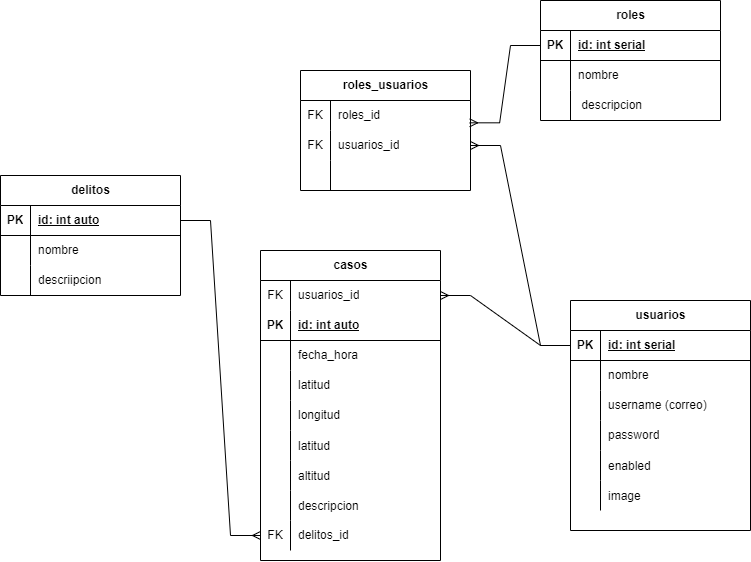 roles
PK id: int serial
nombre
descripcion
roles_usuarios
FK roles_id
FK usuarios_id
delitos
PK id: int auto
nombre
descriipcion
casos
FK usuarios_id
PK id: int auto
fecha_hora
latitud
longitud
latitud
altitud
descripcion
FK delitos_id
usuarios
PK id: int serial
nombre
username (correo)
password
enabled
image